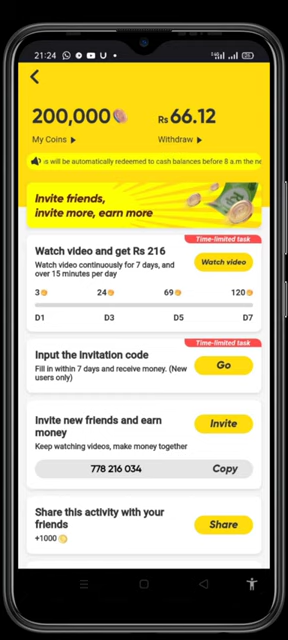 21:24
200,000 Rs 66.12
My Coins Withdraw
s will be automatically redeemed to cash balances before 8 a.m the ne
Invite friends,
invite more, earn more
Time-limited task
Watch video and get Rs 216
Watch video continuously for 7 days, and
over 15 minutes per day
Watch video
3 24 69 120
D1 D3 D5 D7
Time-limited task
Input the Invitation code
Fill in within 7 days and receive money. (New
users only)
Go
Invite new friends and earn
money
Keep watching videos, make money together
Invite
778 216 034 Copy
Share this activity with your
friends
+1000
Share